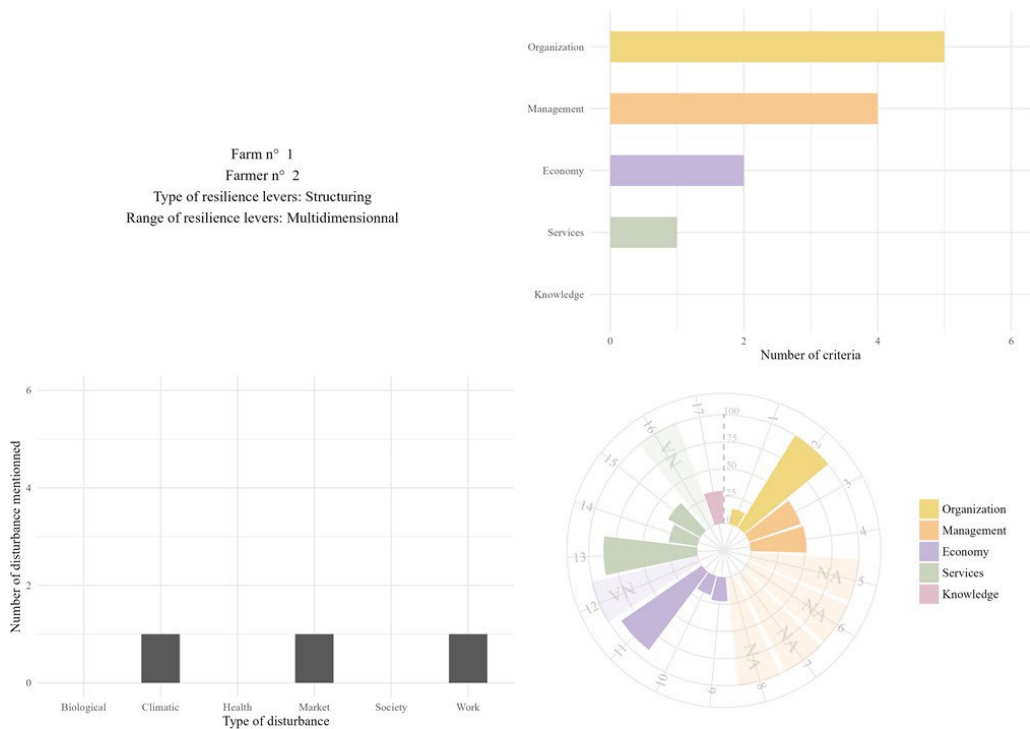 Farm n° 1
Farmer n° 2
Type of resilience levers: Structuring
Range of resilience levers: Multidimensionnal
Organization
Management
Economy
Services
Knowledge
0 2 4 6
Number of criteria
6
4
2
0
Number of disturbance mentionned
Biological Climatic Health Market Society Work
Type of disturbance
100
75
50
25
0
1
2
3
4
5
6
7
8
9
10
11
12
13
14
15
16
17
NA
NA
NA
NA
NA
NA
Organization
Management
Economy
Services
Knowledge